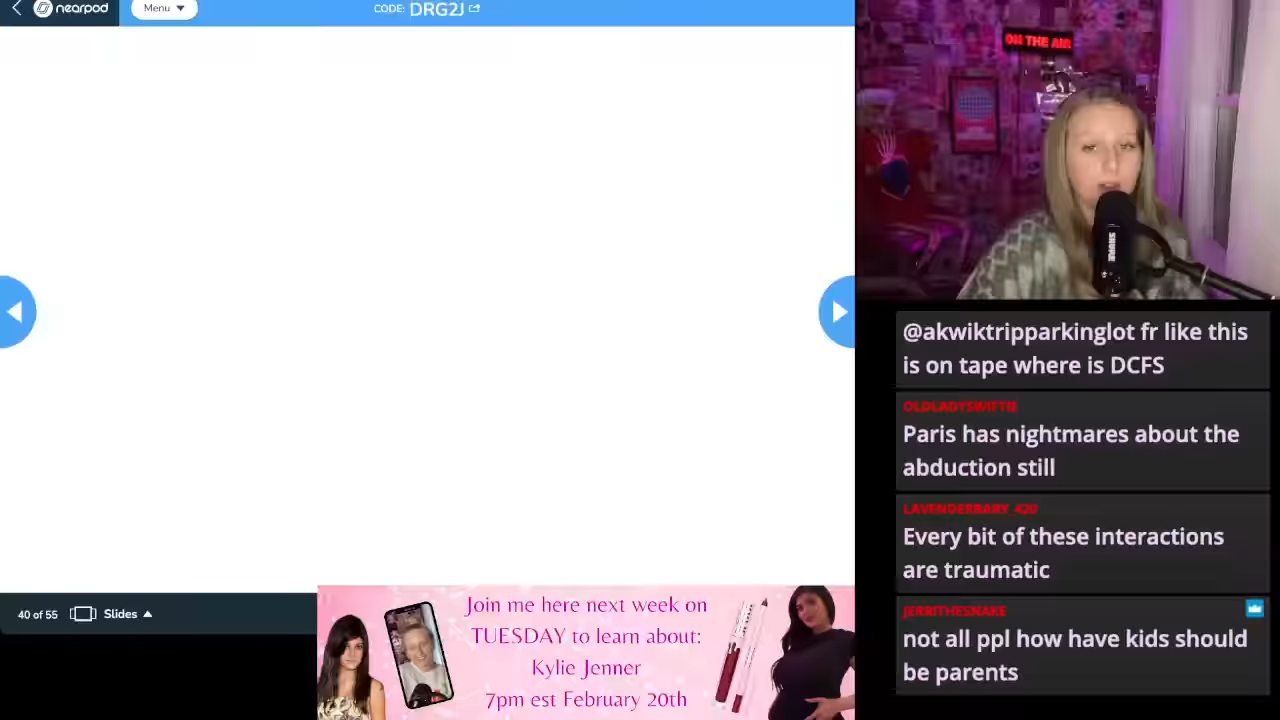 nearpod
Menu
CODE: DRG2J
ON THE AIR
SHURE
@akwiktripparkinglot fr like this
is on tape where is DCFS
OLDLADYSWIFTIE
Paris has nightmares about the
abduction still
LAVENDERBABY_420
Every bit of these interactions
are traumatic
JERRITHESNAKE
not all ppl how have kids should
be parents
40 of 55
Slides
Join me here next week on
TUESDAY to learn about:
Kylie Jenner
7pm est February 20th